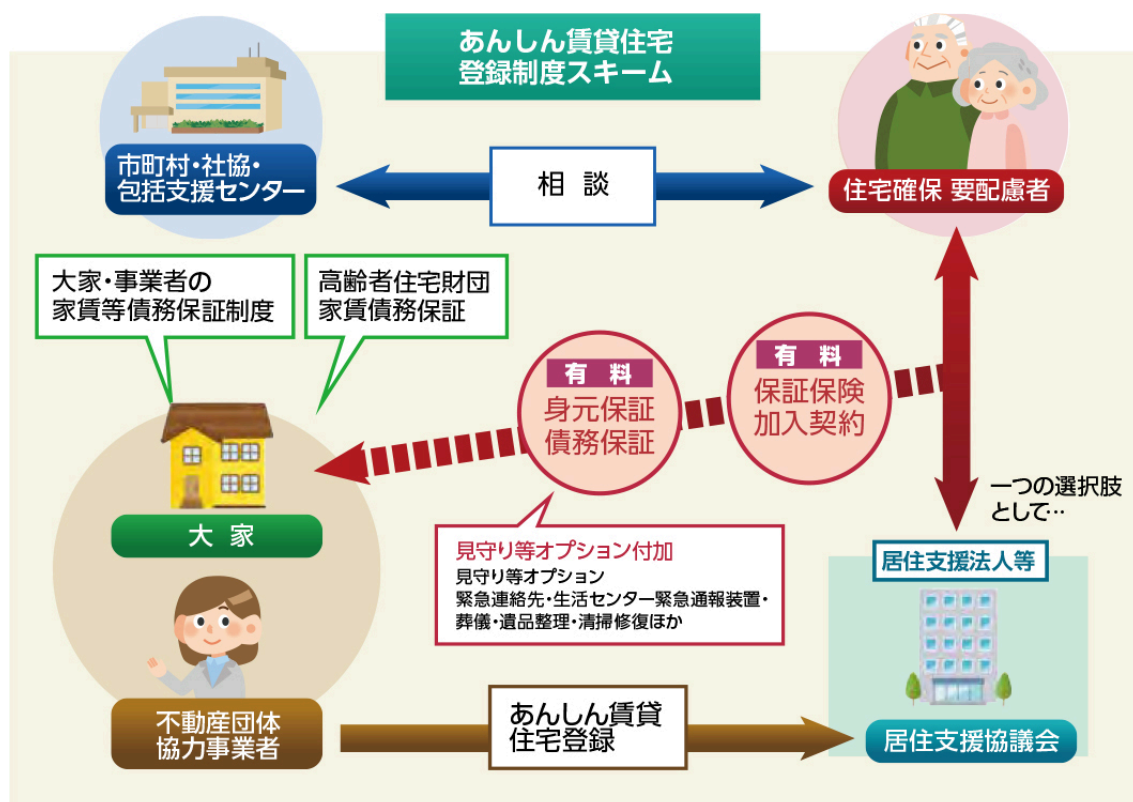 あんしん賃貸住宅
登録制度スキーム
市町村・社協・
包括支援センター
相 談
住宅確保 要配慮者
大家・事業者の
家賃等債務保証制度
高齢者住宅財団
家賃債務保証
有 料
身元保証
債務保証
有 料
保証保険
加入契約
一つの選択肢
として…
大 家
見守り等オプション付加
見守り等オプション
緊急連絡先・生活センター緊急通報装置・
葬儀・遺品整理・清掃修復ほか
居住支援法人等
不動産団体
協力事業者
あんしん賃貸
住宅登録
居住支援協議会